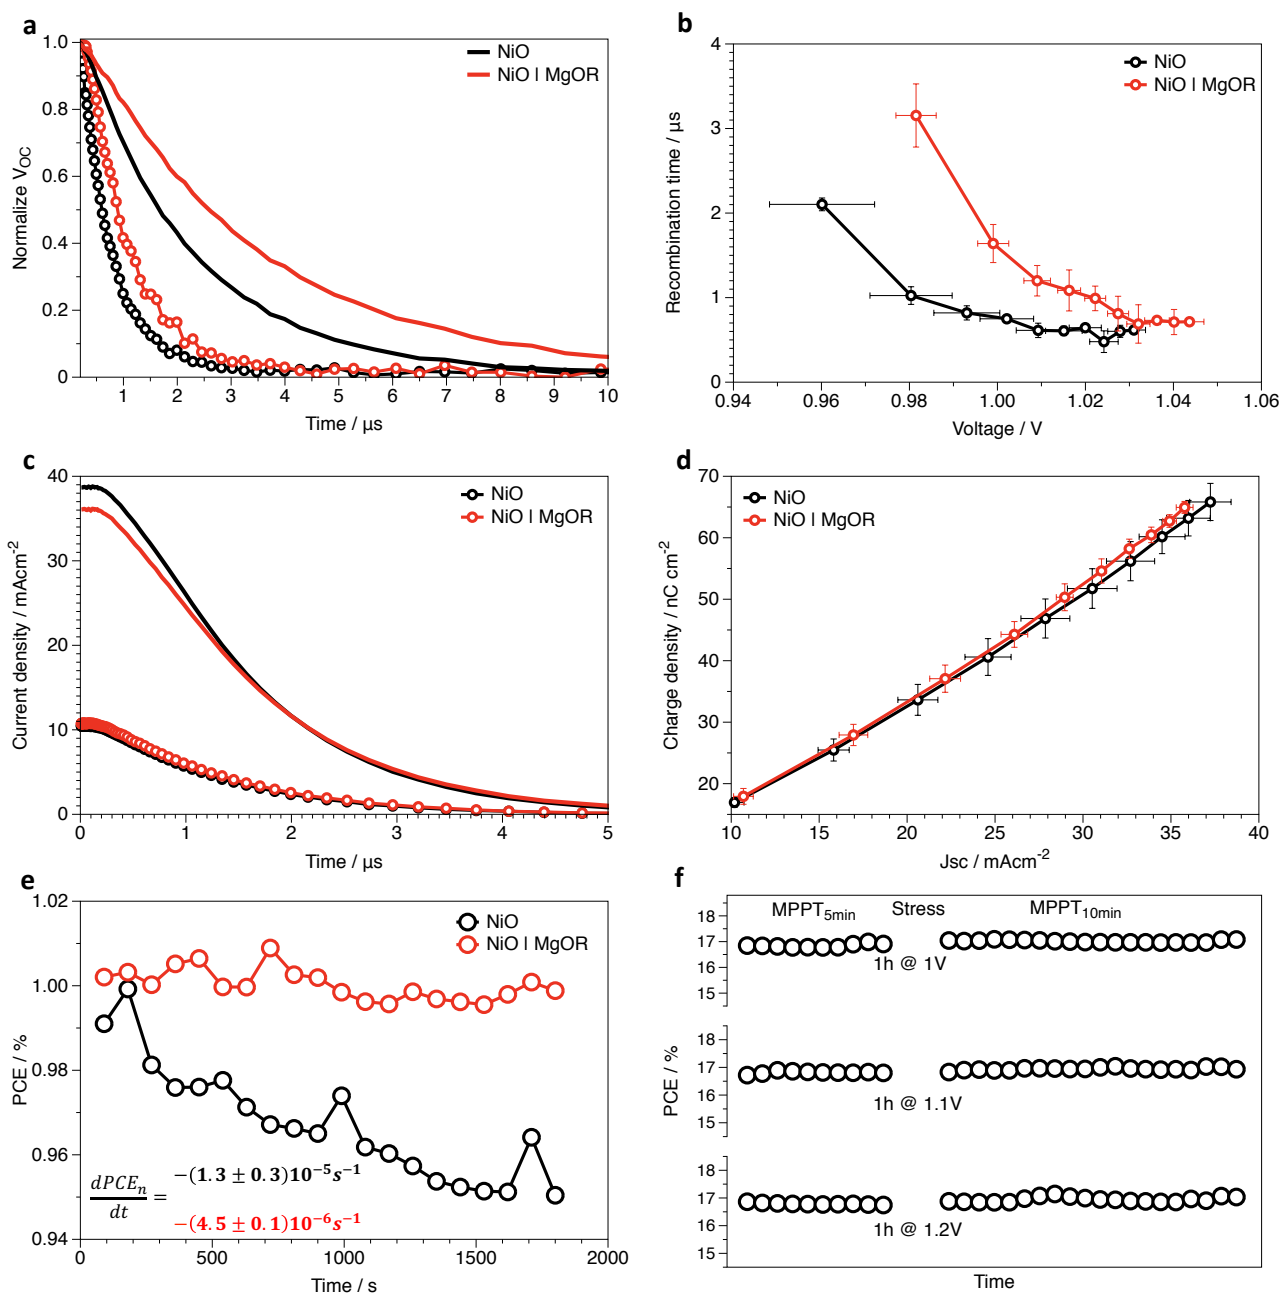 a
1.0
0.8
0.6
0.4
0.2
0
Normalize V_OC
NiO
NiO | MgOR
1 2 3 4 5 6 7 8 9 10
Time / µs
b
4
3
2
1
0
Recombination time / µs
NiO
NiO | MgOR
0.94 0.96 0.98 1.00 1.02 1.04 1.06
Voltage / V
c
40
30
20
10
0
Current density / mAcm⁻²
NiO
NiO | MgOR
0 1 2 3 4 5
Time / µs
d
70
60
50
40
30
20
Charge density / nC cm⁻²
NiO
NiO | MgOR
10 15 20 25 30 35 40
Jsc / mAcm⁻²
e
1.02
1.00
0.98
0.96
0.94
PCE / %
NiO
NiO | MgOR
dPCE_n/dt =
−(1.3 ± 0.3)10⁻⁵s⁻¹
−(4.5 ± 0.1)10⁻⁶s⁻¹
0 500 1000 1500 2000
Time / s
f
MPPT_5min Stress MPPT_10min
18
17
16
15
1h @ 1V
18
17
16
15
1h @ 1.1V
18
17
16
15
1h @ 1.2V
PCE / %
Time